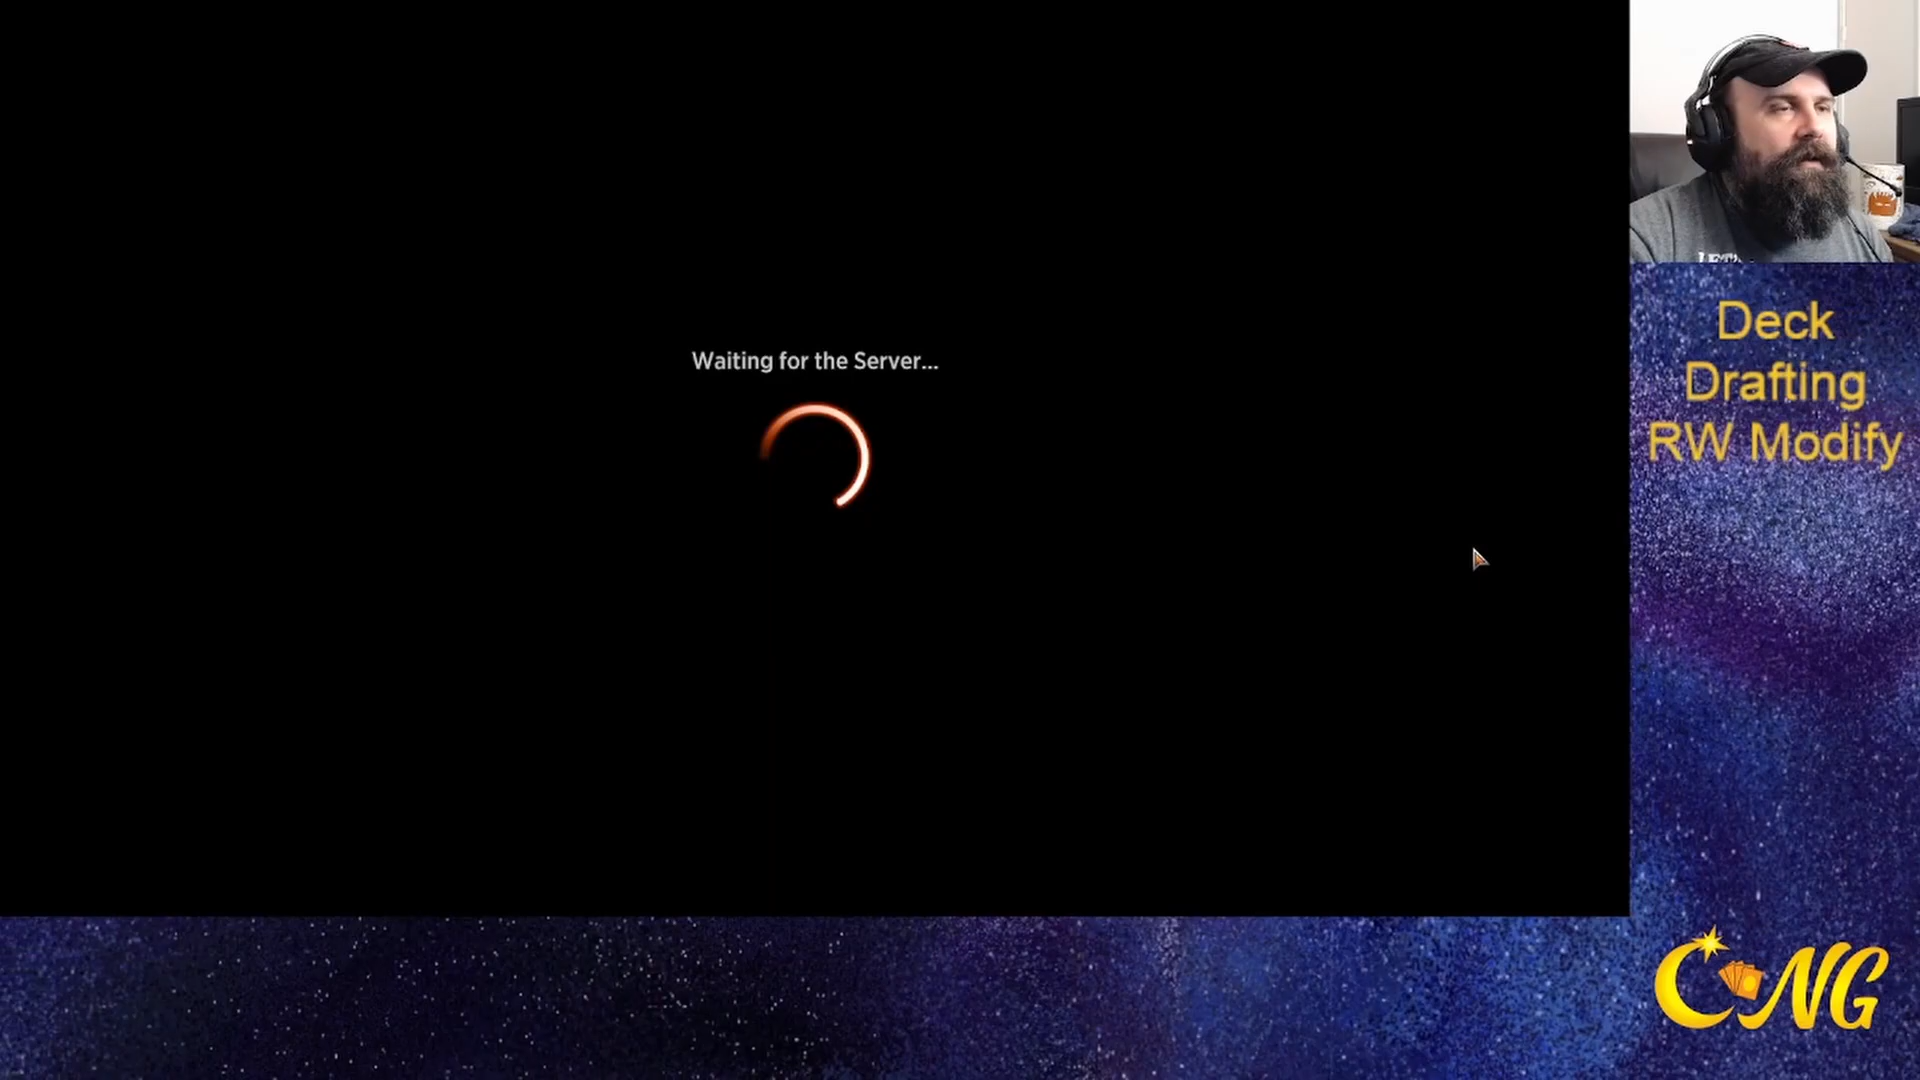 Waiting for the Server...
Deck
Drafting
RW Modify
CNG